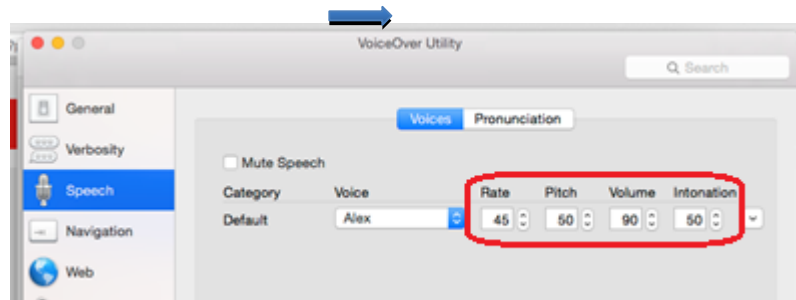 VoiceOver Utility
Search
General
Verbosity
Speech
Navigation
Web
Voices Pronunciation
Mute Speech
Category Voice Rate Pitch Volume Intonation
Default Alex 45 50 90 50